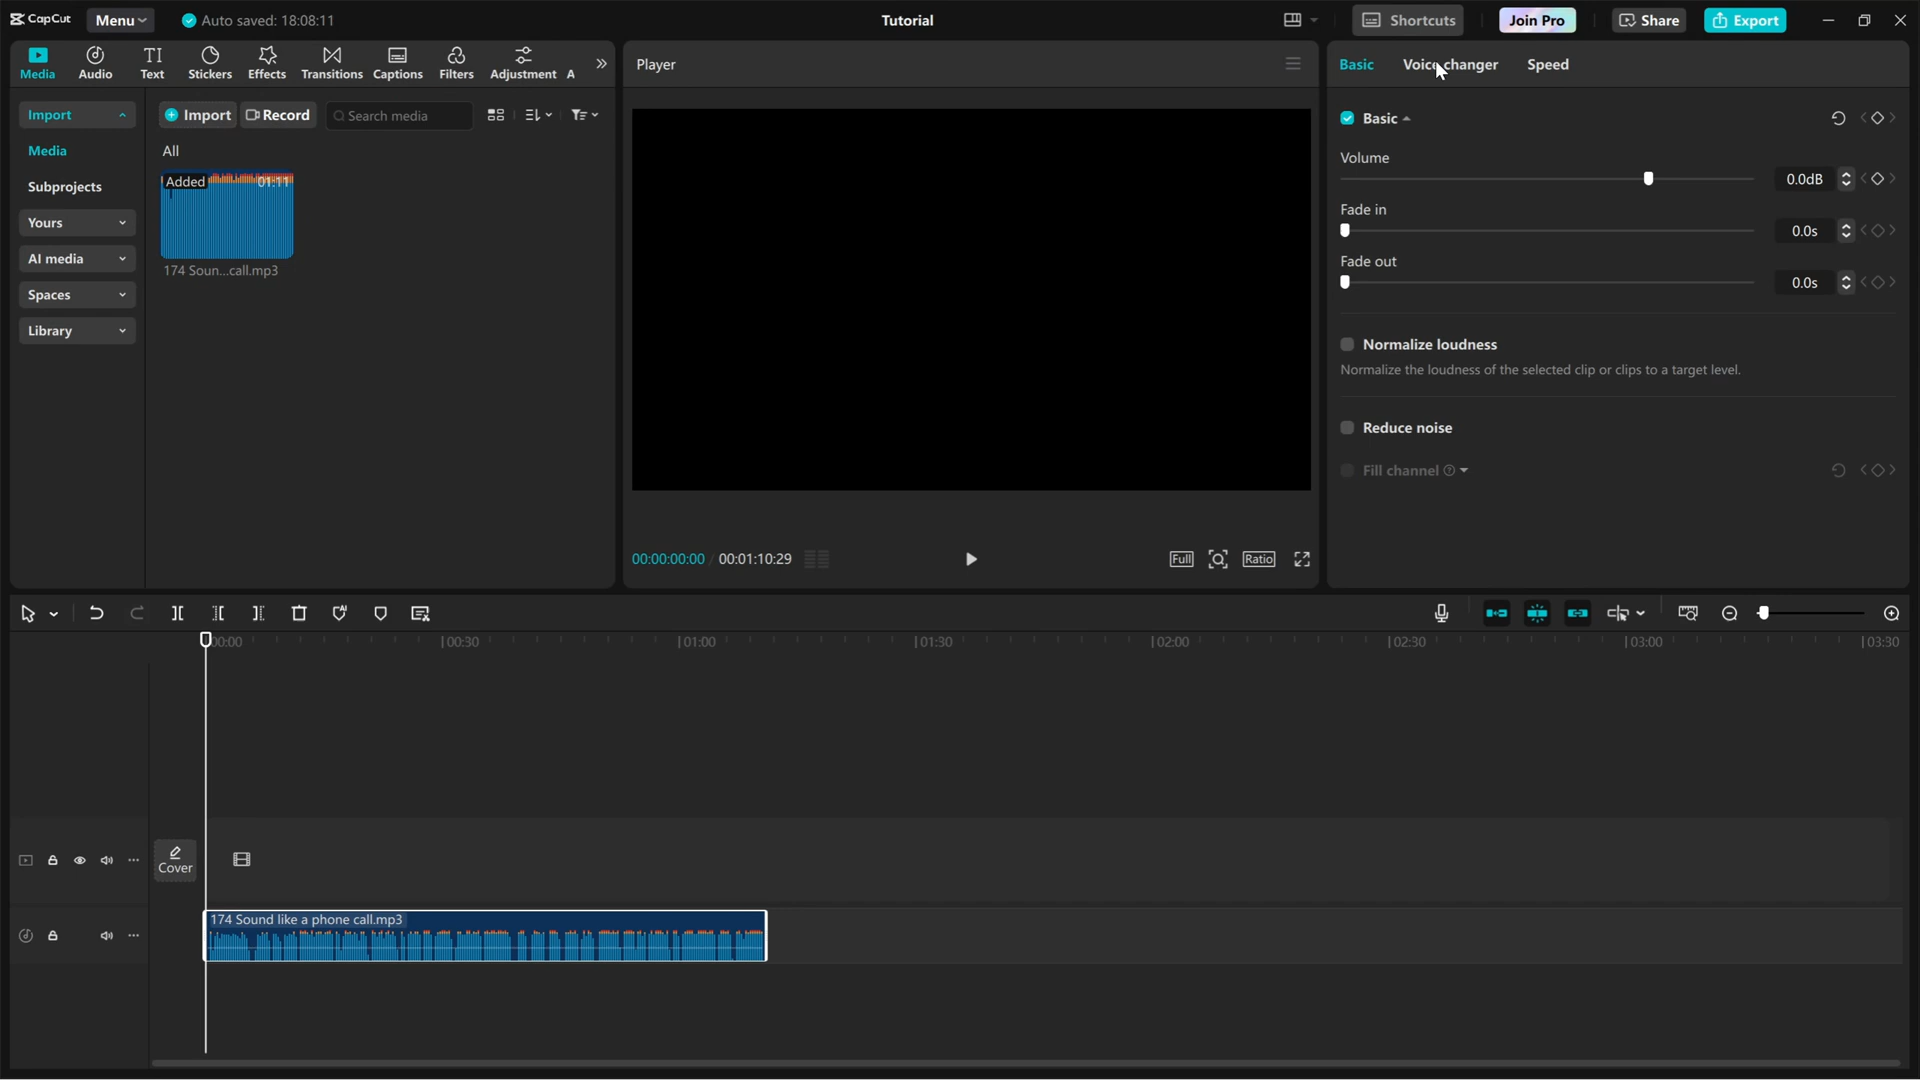 CapCut Menu Auto saved: 18:08:11 Tutorial Shortcuts Join Pro Share Export
Media Audio Text Stickers Effects Transitions Captions Filters Adjustment A
Import
Media
Subprojects
Yours
AI media
Spaces
Library
Import Record Search media
All
Added 01:11
174 Soun...call.mp3
Player
00:00:00:00 / 00:01:10:29 Full Ratio
Basic Voice changer Speed
Basic
Volume
0.0dB
Fade in
0.0s
Fade out
0.0s
Normalize loudness
Normalize the loudness of the selected clip or clips to a target level.
Reduce noise
Fill channel
00:00 00:30 01:00 01:30 02:00 02:30 03:00 03:30
Cover
174 Sound like a phone call.mp3